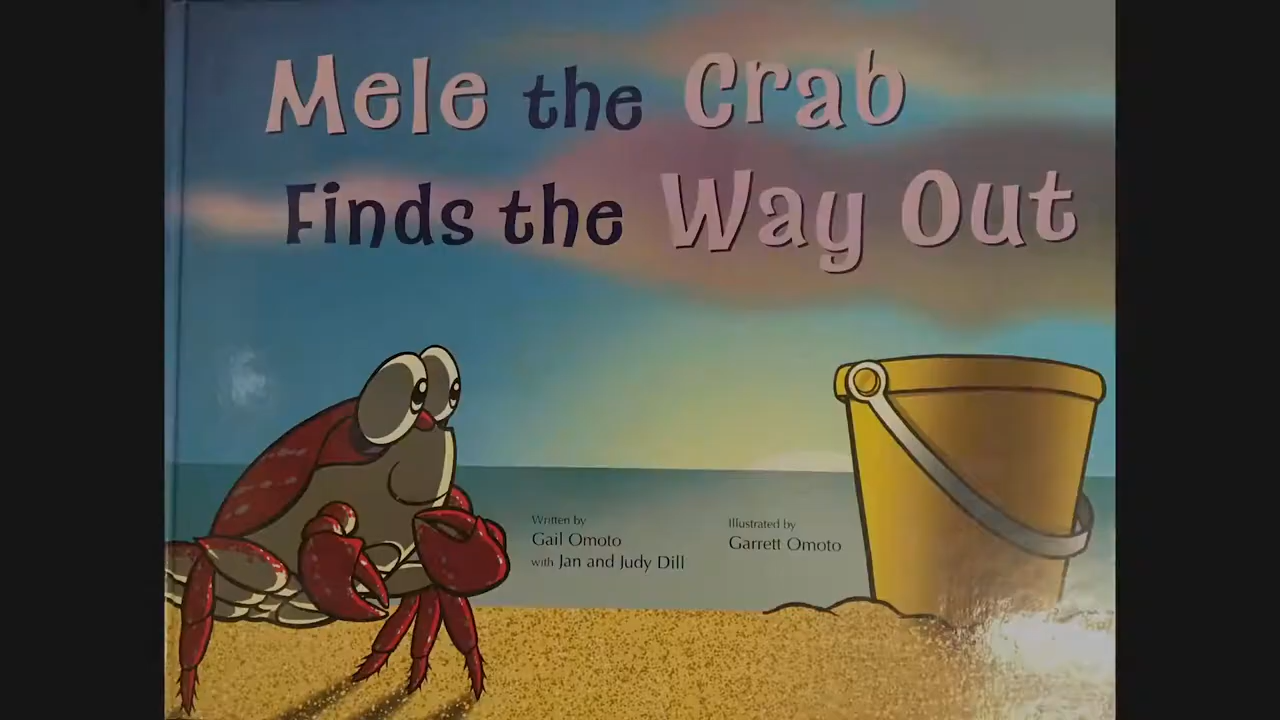 Mele the Crab
Finds the Way Out
Written by
Gail Omoto
with Jan and Judy Dill
Illustrated by
Garrett Omoto